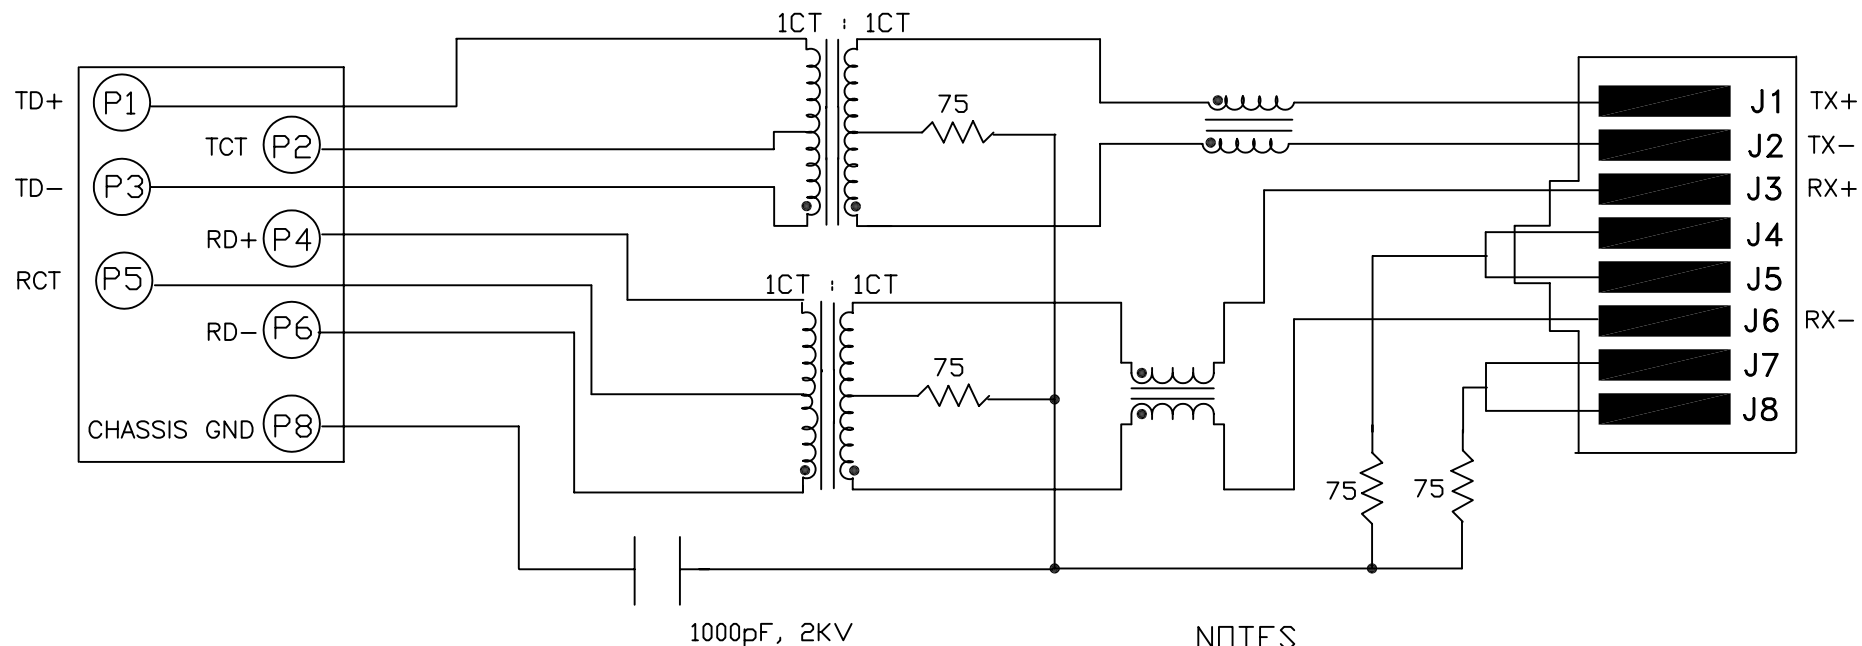 1CT : 1CT
TD+ P1 75 J1 TX+
TCT P2 J2 TX-
TD- P3 J3 RX+
RD+ P4 J4
RCT P5 1CT : 1CT J5
RD- P6 J6 RX-
75 J7
CHASSIS GND P8 J8
75 75
1000pF, 2KV NOTES